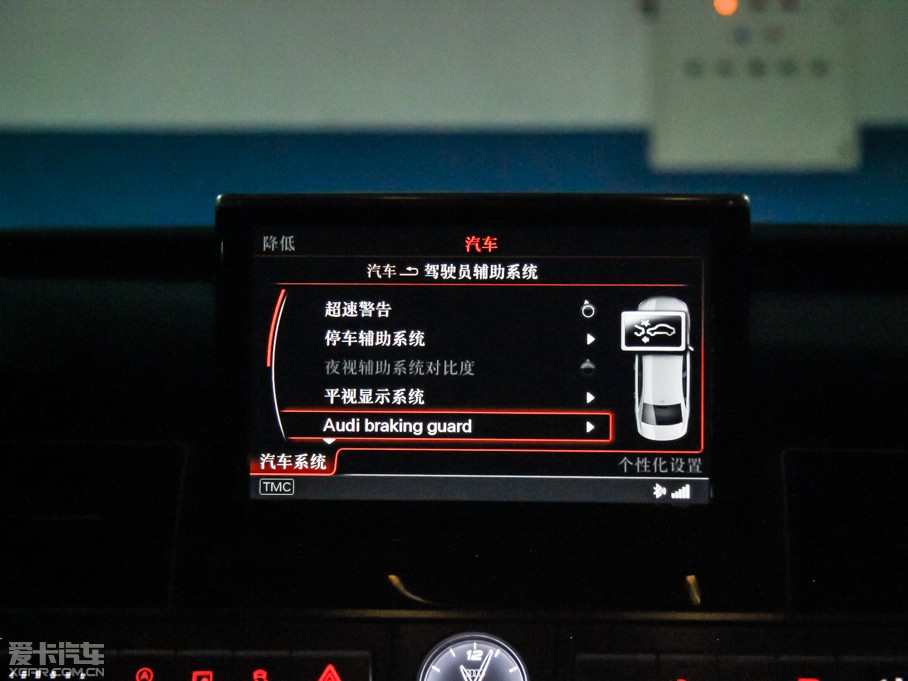 降低
汽车
汽车 驾驶员辅助系统
超速警告
停车辅助系统
夜视辅助系统对比度
平视显示系统
Audi braking guard
汽车系统
个性化设置
TMC
12
爱卡汽车
XCAR.COM.CN